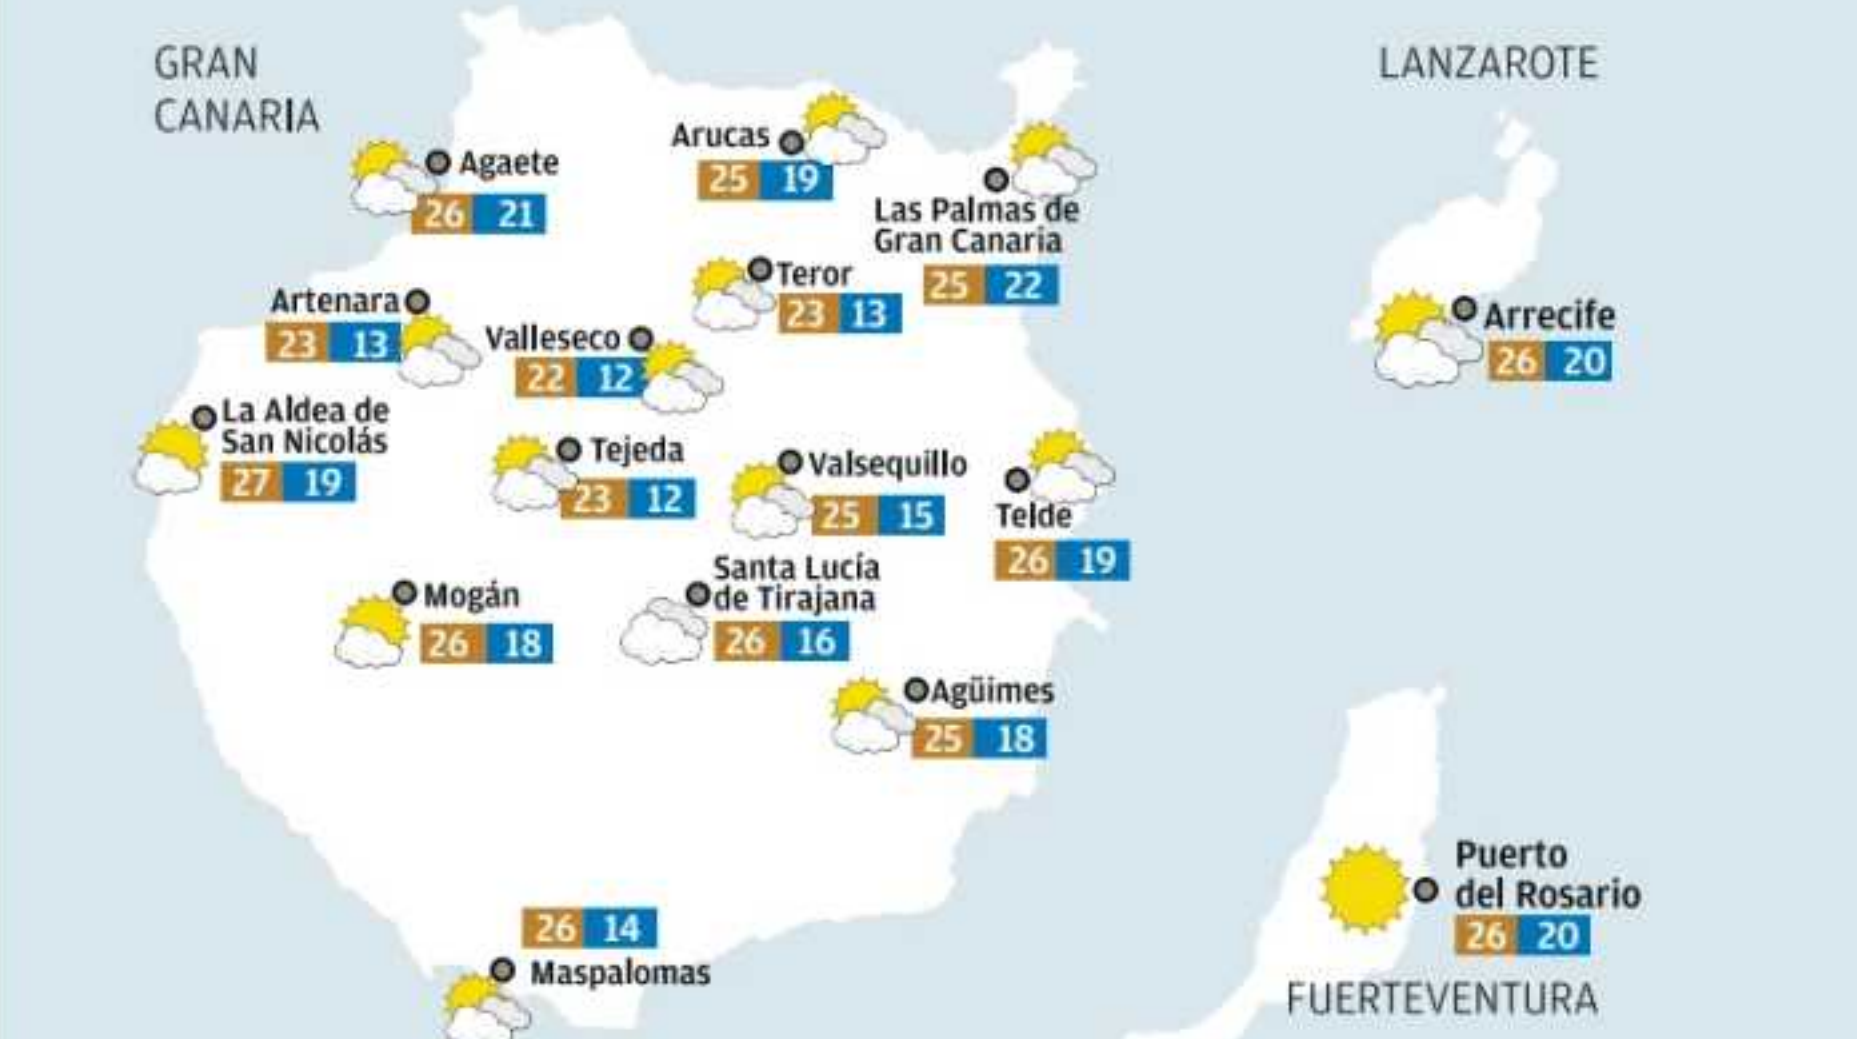 GRAN
CANARIA
LANZAROTE
Agaete
26 21
Arucas
25 19
Las Palmas de
Gran Canaria
25 22
Teror
23 13
Artenara
23 13
Valleseco
22 12
Arrecife
26 20
La Aldea de
San Nicolás
27 19
Tejeda
23 12
Valsequillo
25 15
Telde
26 19
Mogán
26 18
Santa Lucía
de Tirajana
26 16
Agüimes
25 18
26 14
Maspalomas
Puerto
del Rosario
26 20
FUERTEVENTURA